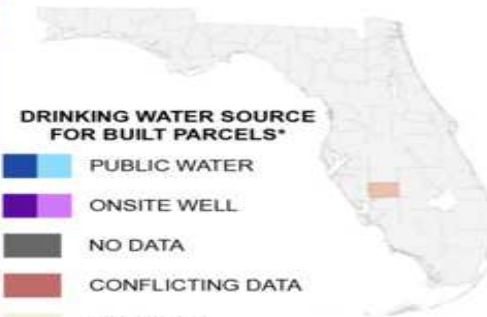 DRINKING WATER SOURCE
FOR BUILT PARCELS*
PUBLIC WATER
ONSITE WELL
NO DATA
CONFLICTING DATA